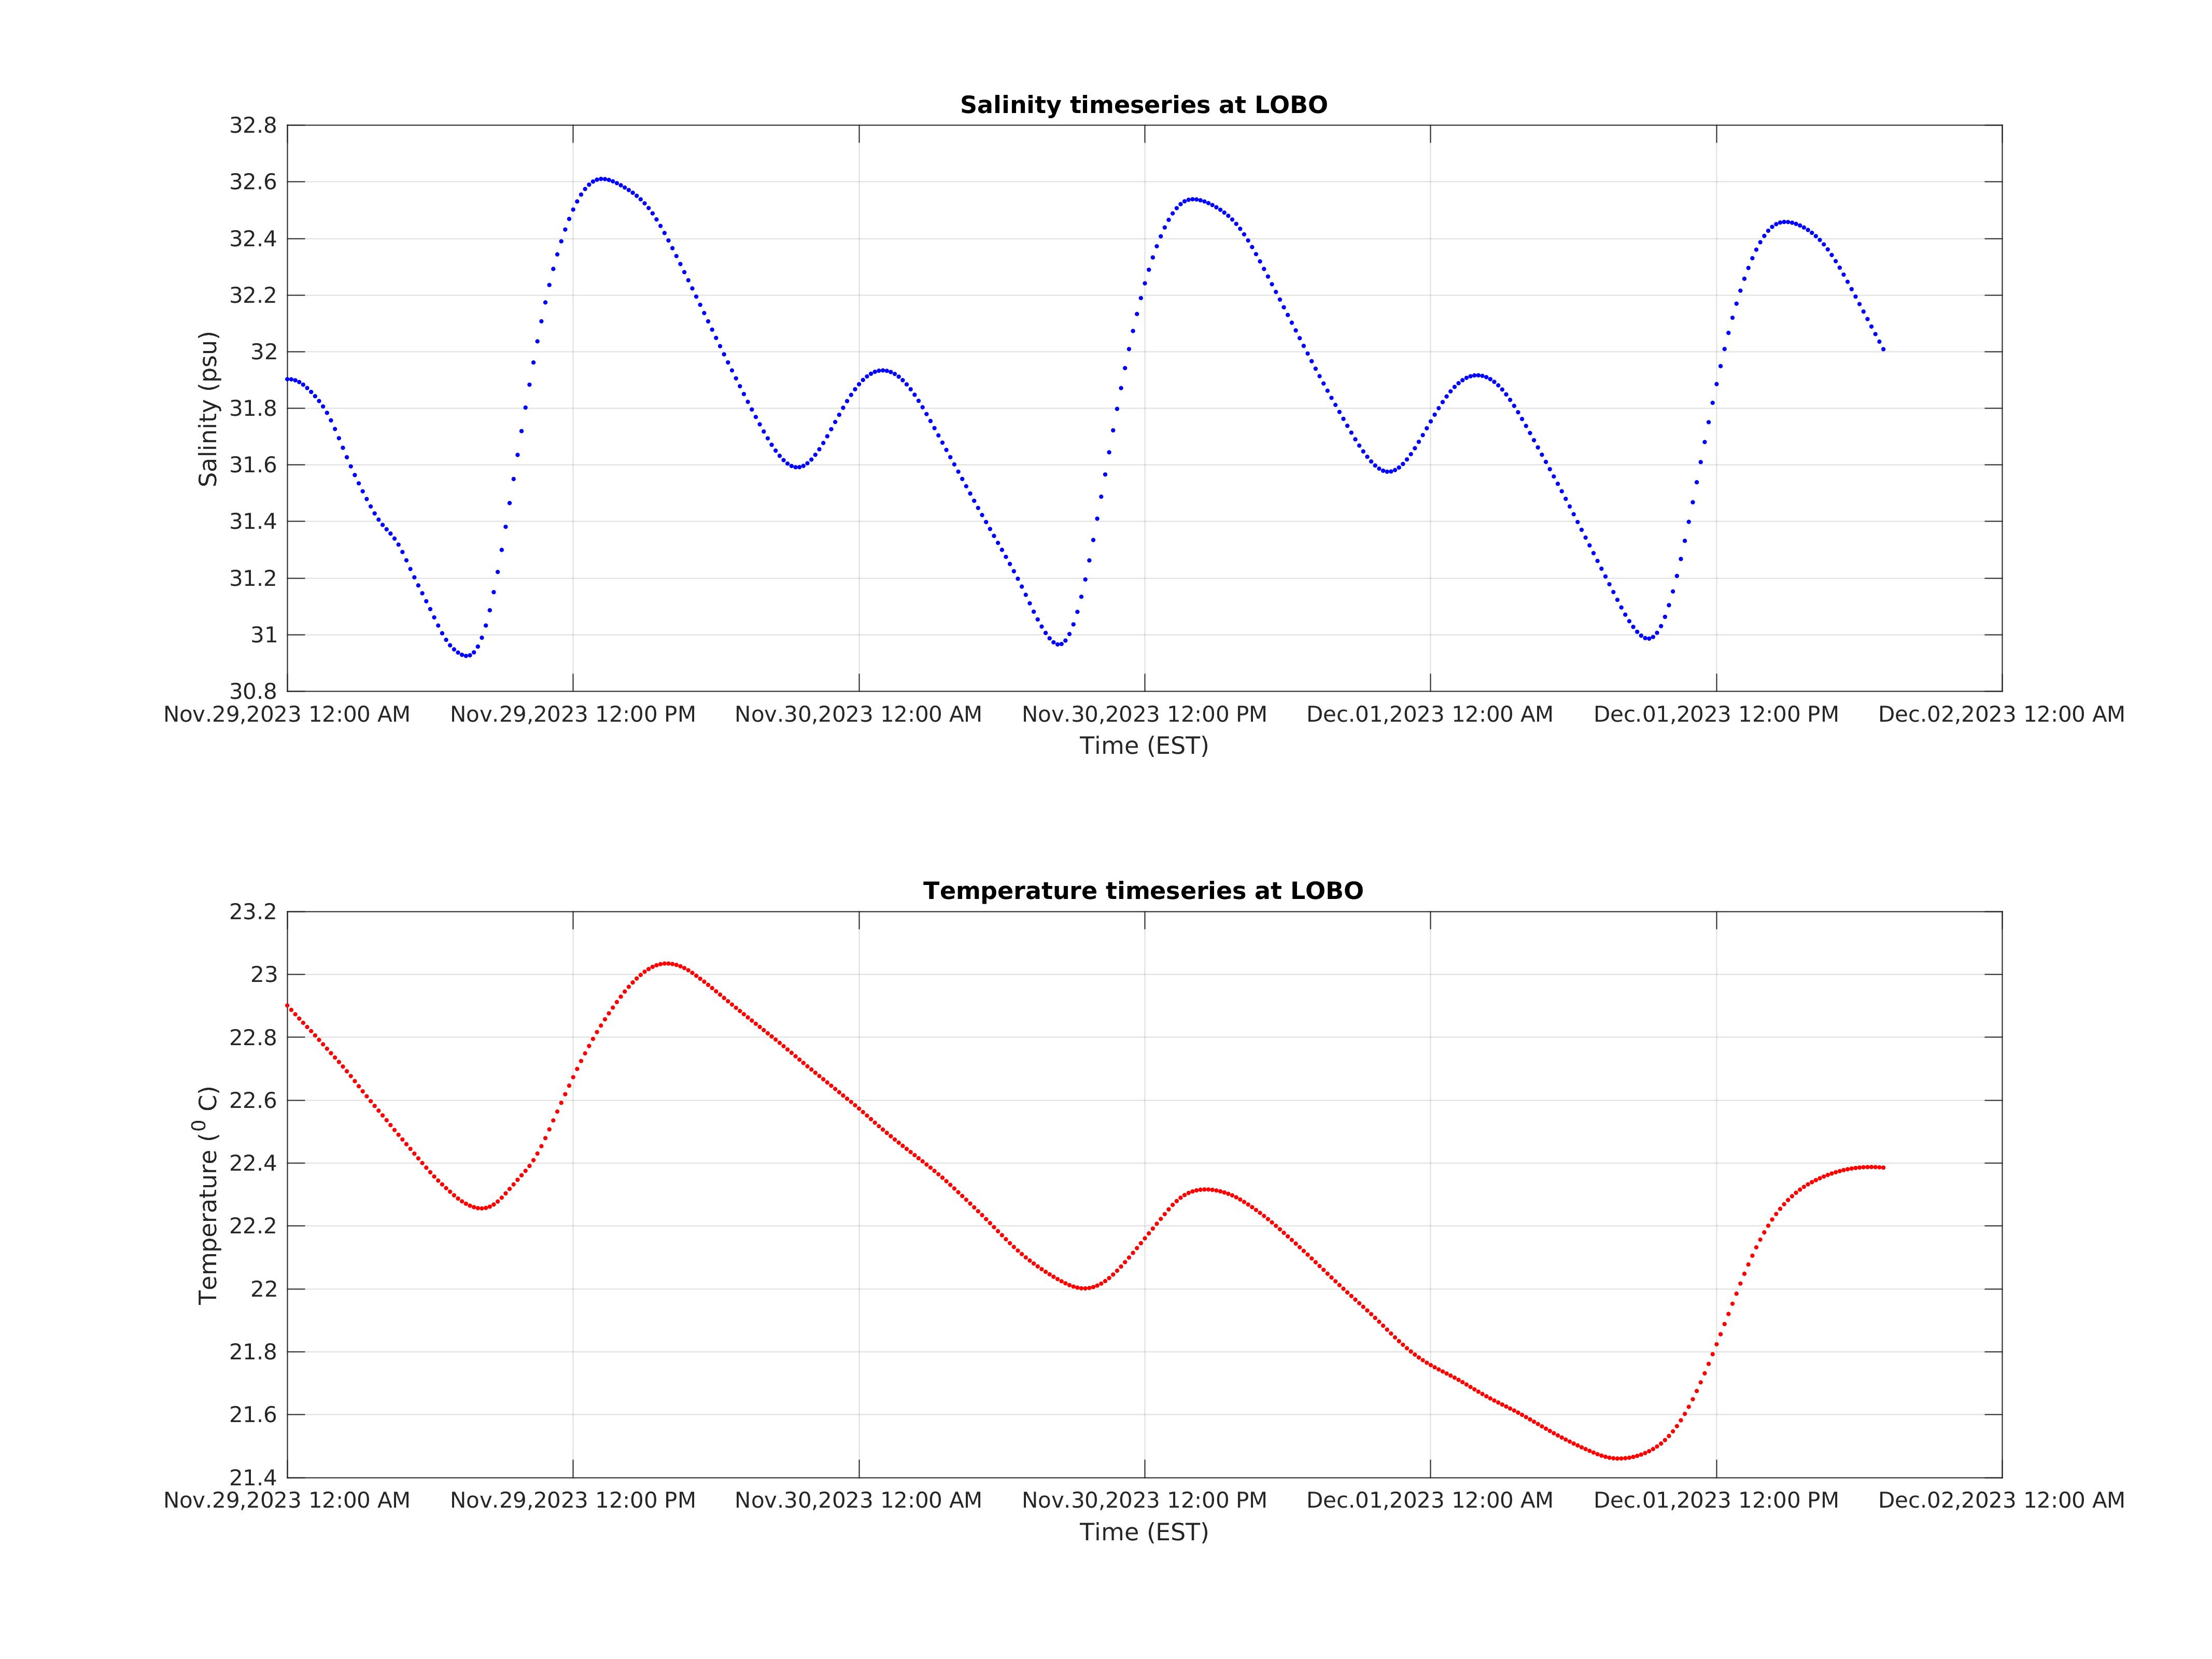 Salinity timeseries at LOBO
32.8
32.6
32.4
32.2
32
31.8
31.6
31.4
31.2
31
30.8
Salinity (psu)
Nov.29,2023 12:00 AM Nov.29,2023 12:00 PM Nov.30,2023 12:00 AM Nov.30,2023 12:00 PM Dec.01,2023 12:00 AM Dec.01,2023 12:00 PM Dec.02,2023 12:00 AM
Time (EST)
Temperature timeseries at LOBO
23.2
23
22.8
22.6
22.4
22.2
22
21.8
21.6
21.4
Temperature (⁰ C)
Nov.29,2023 12:00 AM Nov.29,2023 12:00 PM Nov.30,2023 12:00 AM Nov.30,2023 12:00 PM Dec.01,2023 12:00 AM Dec.01,2023 12:00 PM Dec.02,2023 12:00 AM
Time (EST)